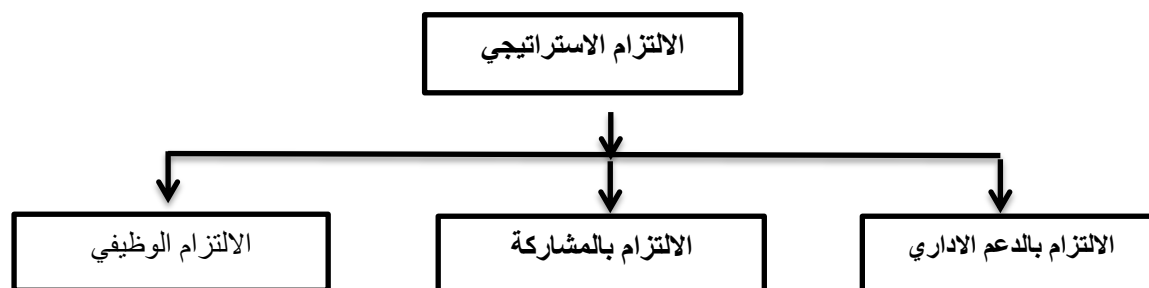 الالتزام الاستراتيجي
الالتزام بالدعم الاداري
الالتزام بالمشاركة
الالتزام الوظيفي